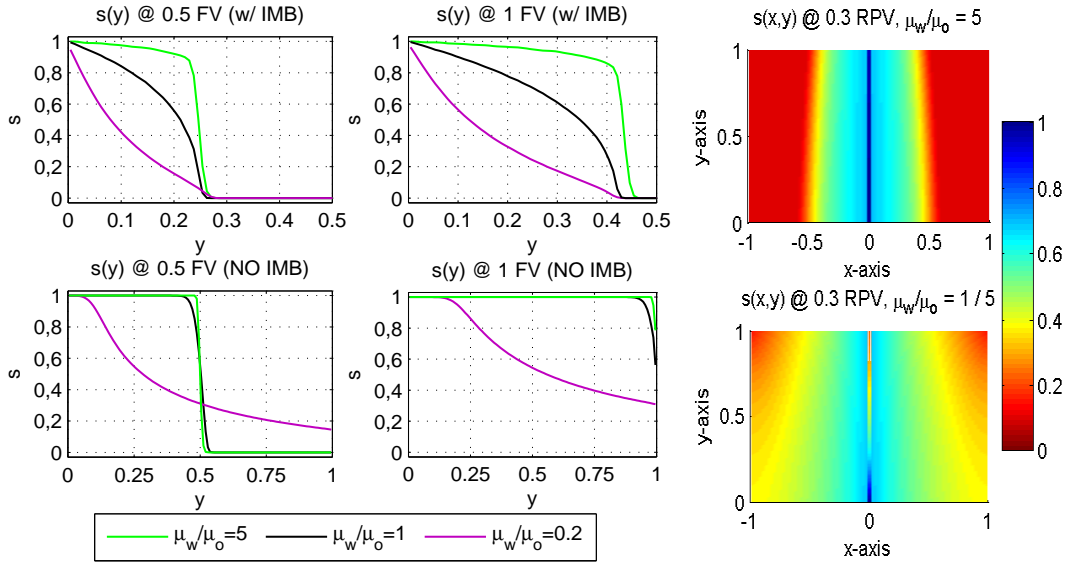 s(y) @ 0.5 FV (w/ IMB)
1
0,8
0,6
0,4
0,2
0
s
0 0.1 0.2 0.3 0.4 0.5
y
s(y) @ 1 FV (w/ IMB)
1
0,8
0,6
0,4
0.2
0
s
0 0.1 0.2 0.3 0.4 0.5
y
s(x,y) @ 0.3 RPV, μw/μo = 5
1
0.5
0
y-axis
-1 -0.5 0 0.5 1
x-axis
s(y) @ 0.5 FV (NO IMB)
1
0,8
0,6
0,4
0,2
0
s
0 0.25 0.5 0.75 1
y
s(y) @ 1 FV (NO IMB)
1
0,8
0,6
0,4
0,2
0
s
0 0.25 0.5 0.75 1
y
s(x,y) @ 0.3 RPV, μw/μo = 1 / 5
1
0.5
0
y-axis
-1 0 1
x-axis
1
0.8
0.6
0.4
0.2
0
μw/μo=5 μw/μo=1 μw/μo=0.2